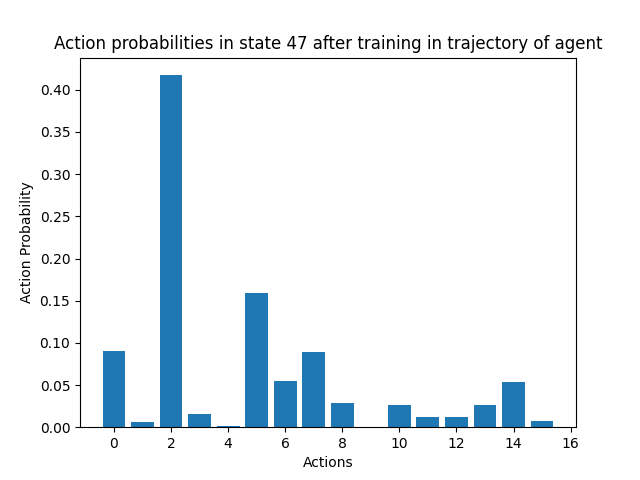 Action probabilities in state 47 after training in trajectory of agent
0.40
0.35
0.30
0.25
0.20
0.15
0.10
0.05
0.00
Action Probability
0 2 4 6 8 10 12 14 16
Actions